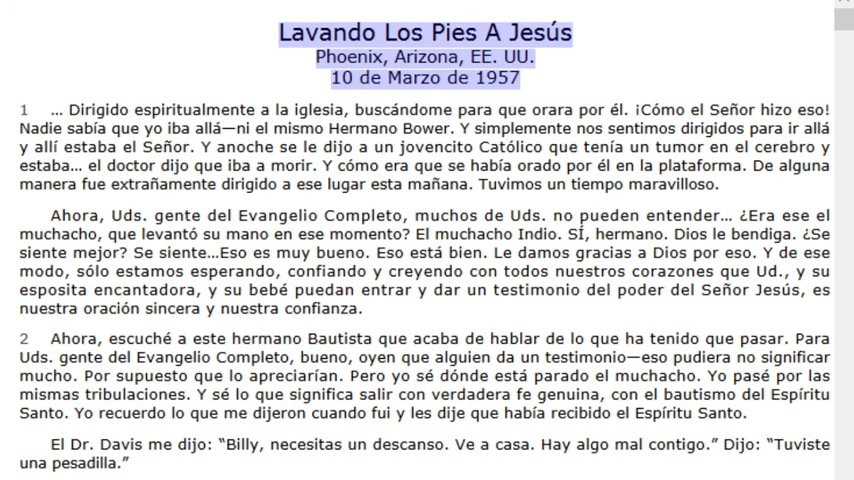 Lavando Los Pies A Jesús
Phoenix, Arizona, EE. UU.
10 de Marzo de 1957
1 ... Dirigido espiritualmente a la iglesia, buscándome para que orara por él. ¡Cómo el Señor hizo eso!
Nadie sabía que yo iba allá—ni el mismo Hermano Bower. Y simplemente nos sentimos dirigidos para ir allá
y allí estaba el Señor. Y anoche se le dijo a un jovencito Católico que tenía un tumor en el cerebro y
estaba... el doctor dijo que iba a morir. Y cómo era que se había orado por él en la plataforma. De alguna
manera fue extrañamente dirigido a ese lugar esta mañana. Tuvimos un tiempo maravilloso.
Ahora, Uds. gente del Evangelio Completo, muchos de Uds. no pueden entender... ¿Era ese el
muchacho, que levantó su mano en ese momento? El muchacho Indio. SÍ, hermano. Dios le bendiga. ¿Se
siente mejor? Se siente...Eso es muy bueno. Eso está bien. Le damos gracias a Dios por eso. Y de ese
modo, sólo estamos esperando, confiando y creyendo con todos nuestros corazones que Ud., y su
esposita encantadora, y su bebé puedan entrar y dar un testimonio del poder del Señor Jesús, es
nuestra oración sincera y nuestra confianza.
2 Ahora, escuché a este hermano Bautista que acaba de hablar de lo que ha tenido que pasar. Para
Uds. gente del Evangelio Completo, bueno, oyen que alguien da un testimonio—eso pudiera no significar
mucho. Por supuesto que lo apreciarían. Pero yo sé dónde está parado el muchacho. Yo pasé por las
mismas tribulaciones. Y sé lo que significa salir con verdadera fe genuina, con el bautismo del Espíritu
Santo. Yo recuerdo lo que me dijeron cuando fui y les dije que había recibido el Espíritu Santo.
El Dr. Davis me dijo: “Billy, necesitas un descanso. Ve a casa. Hay algo mal contigo.” Dijo: “Tuviste
una pesadilla.”